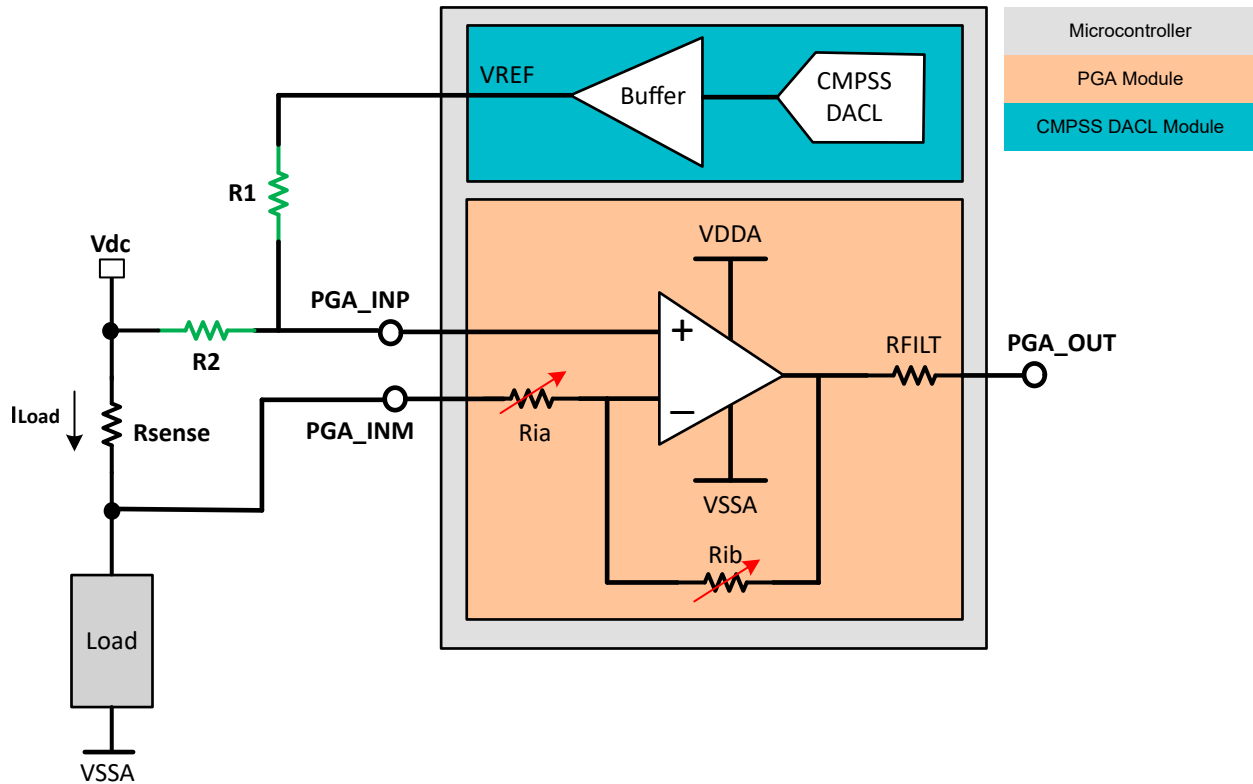 VREF
Buffer
CMPSS
DACL
Microcontroller
PGA Module
CMPSS DACL Module
R1
Vdc
R2
PGA_INP
VDDA
+
RFILT
PGA_OUT
ILoad
Rsense
PGA_INM
Ria
−
VSSA
Rib
Load
VSSA